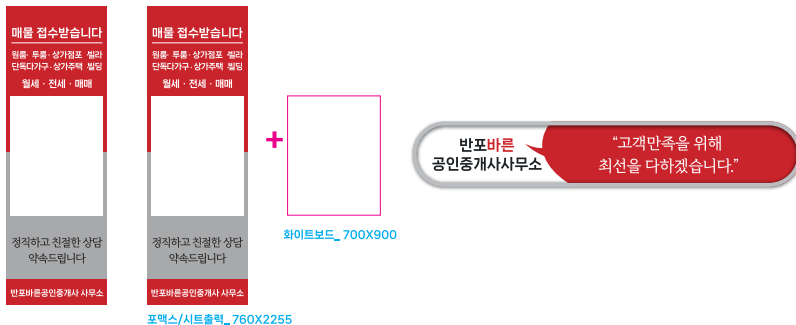 매물 접수받습니다
원룸· 투룸· 상가점포 ·빌라
단독다가구· 상가주택 ·빌딩
월세 · 전세 · 매매
정직하고 친절한 상담
약속드립니다
반포바른공인중개사 사무소
매물 접수받습니다
원룸· 투룸· 상가점포 ·빌라
단독다가구· 상가주택 ·빌딩
월세 · 전세 · 매매
정직하고 친절한 상담
약속드립니다
반포바른공인중개사 사무소
포맥스/시트출력_ 760X2255
+
화이트보드_ 700X900
반포바른
공인중개사사무소
“고객만족을 위해
최선을 다하겠습니다.”